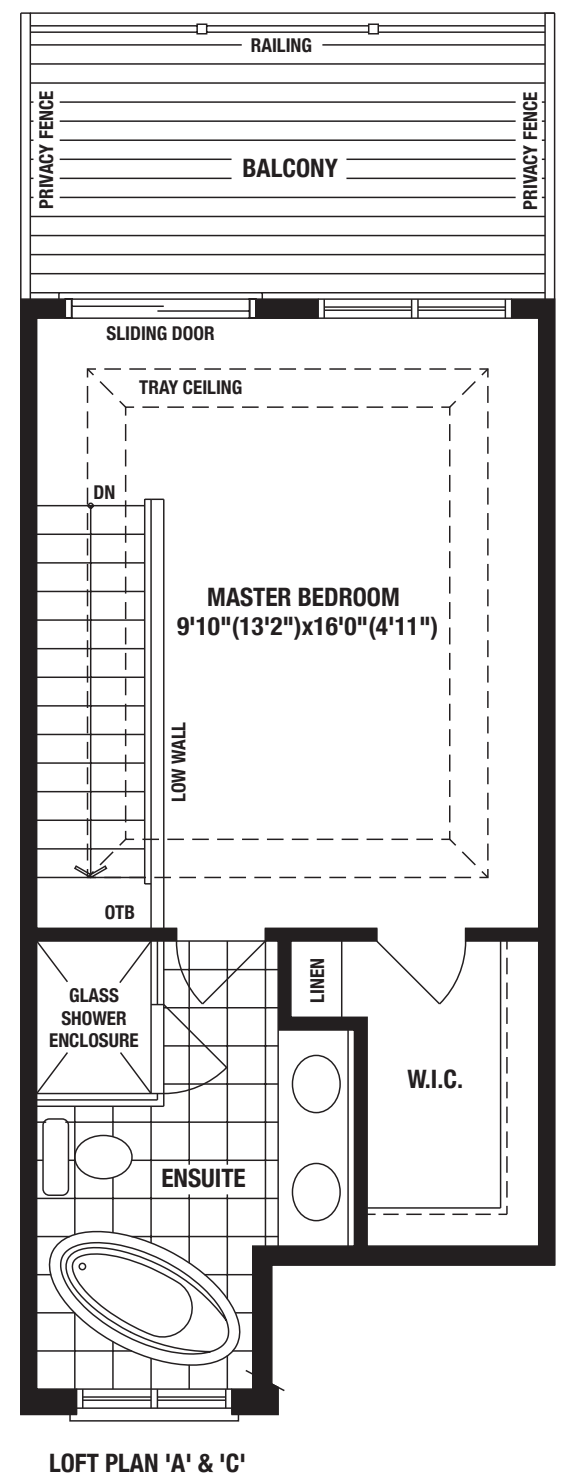 RAILING
PRIVACY FENCE
PRIVACY FENCE
BALCONY
SLIDING DOOR
TRAY CEILING
DN
MASTER BEDROOM
9'10"(13'2")x16'0"(4'11")
LOW WALL
OTB
GLASS
SHOWER
ENCLOSURE
LINEN
W.I.C.
ENSUITE
LOFT PLAN 'A' & 'C'